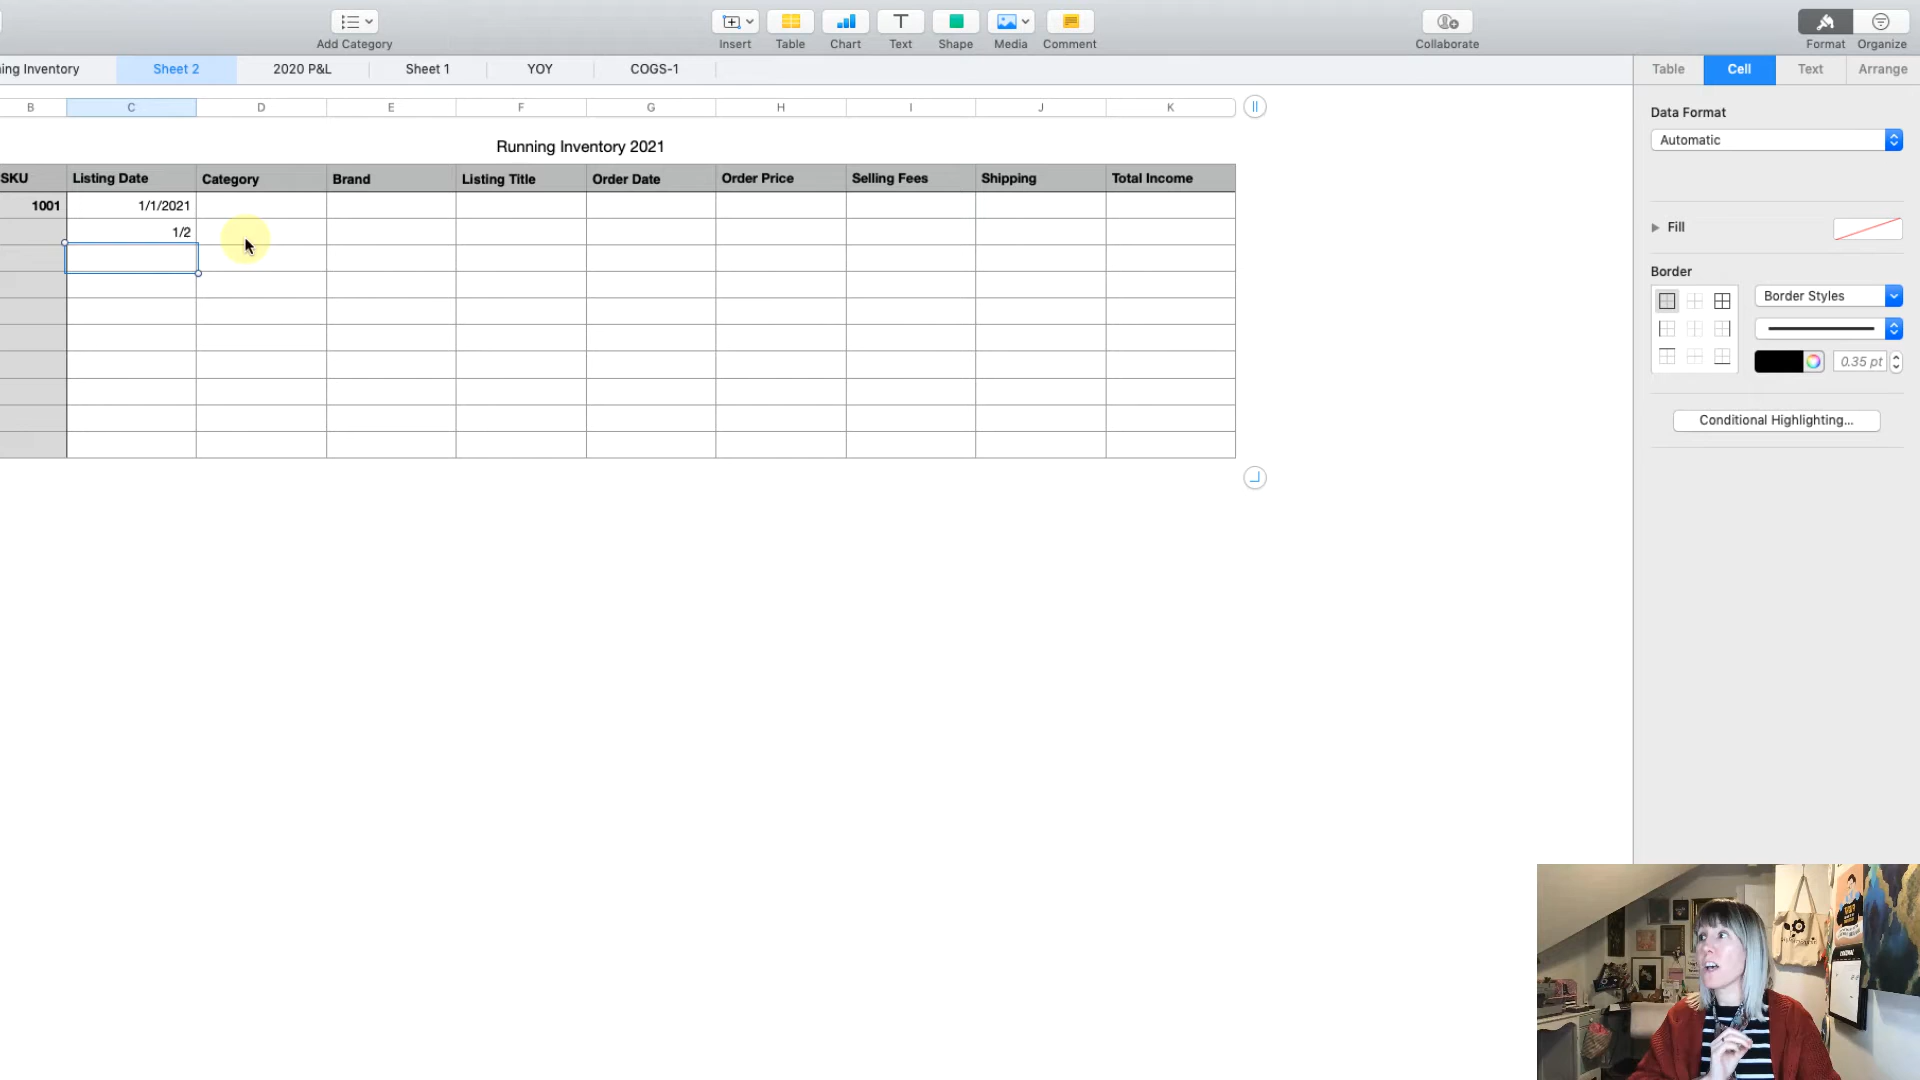 Add Category
Insert
Table
Chart
Text
Shape
Media
Comment
Collaborate
Format
Organize
ing Inventory
Sheet 2
2020 P&L
Sheet 1
YOY
COGS-1
Table
Cell
Text
Arrange
B
C
D
E
F
G
H
I
J
K
Running Inventory 2021
SKU
Listing Date
Category
Brand
Listing Title
Order Date
Order Price
Selling Fees
Shipping
Total Income
1001
1/1/2021
1/2
Data Format
Automatic
Fill
Border
Border Styles
0.35 pt
Conditional Highlighting...